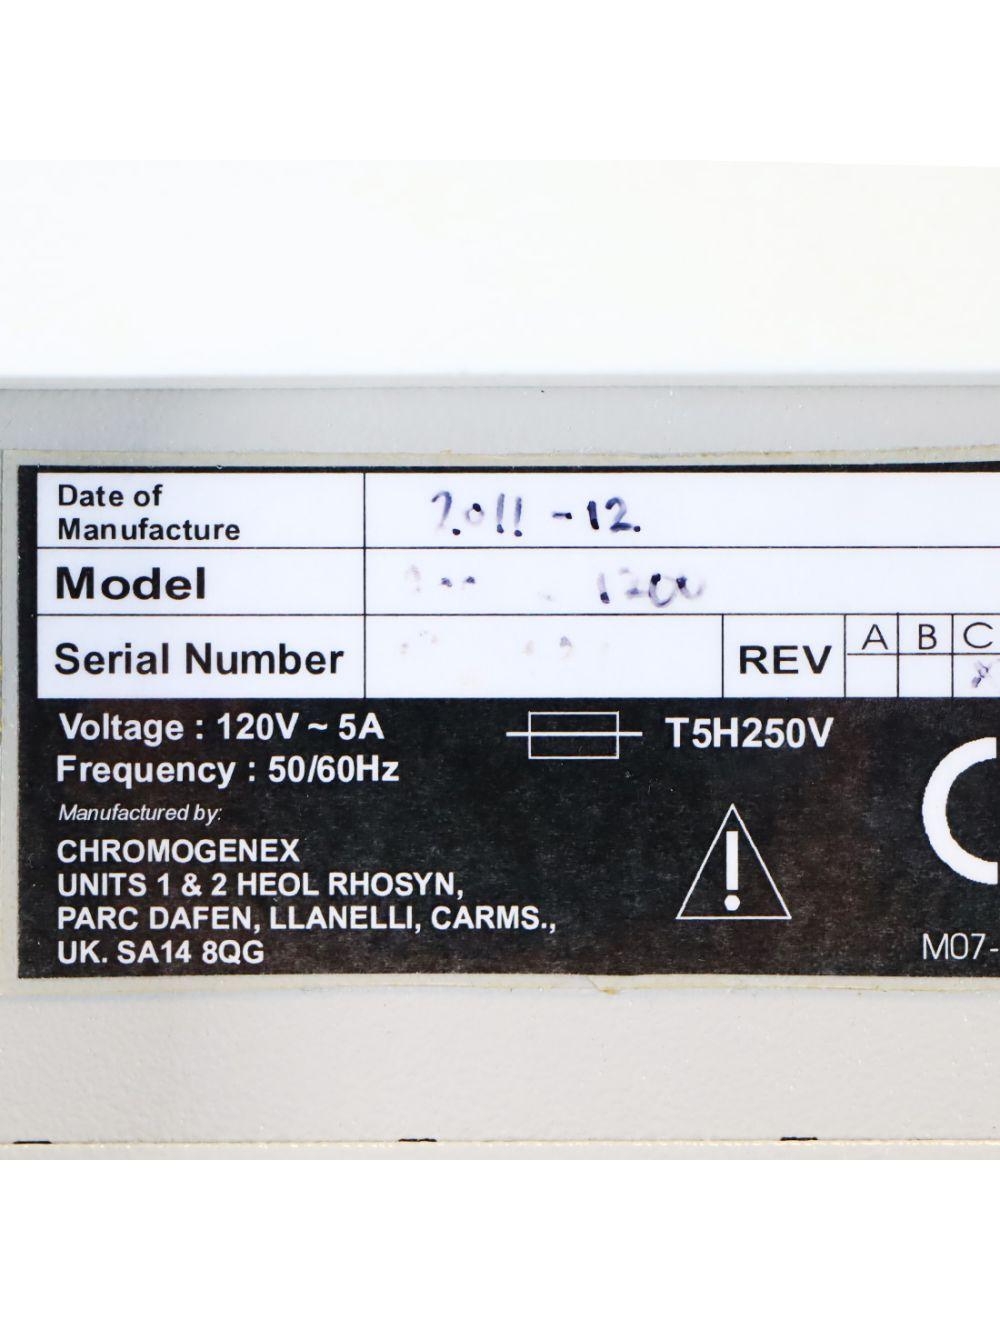 Date of
Manufacture 2011-12.
Model 1200
Serial Number REV A B C
Voltage : 120V ~ 5A T5H250V
Frequency : 50/60Hz
Manufactured by:
CHROMOGENEX
UNITS 1 & 2 HEOL RHOSYN,
PARC DAFEN, LLANELLI, CARMS.,
UK. SA14 8QG
M07-